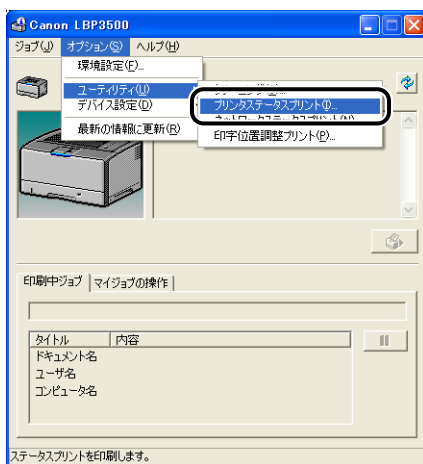 Canon LBP3500
ジョブ(J) オプション(S) ヘルプ(H)
環境設定(F)...
ユーティリティ(U)
デバイス設定(D)
プリンタステータスプリント(I)...
最新の情報に更新(R)
印字位置調整プリント(P)...
印刷中ジョブ マイジョブの操作
タイトル 内容
ドキュメント名
ユーザ名
コンピュータ名
ステータスプリントを印刷します。